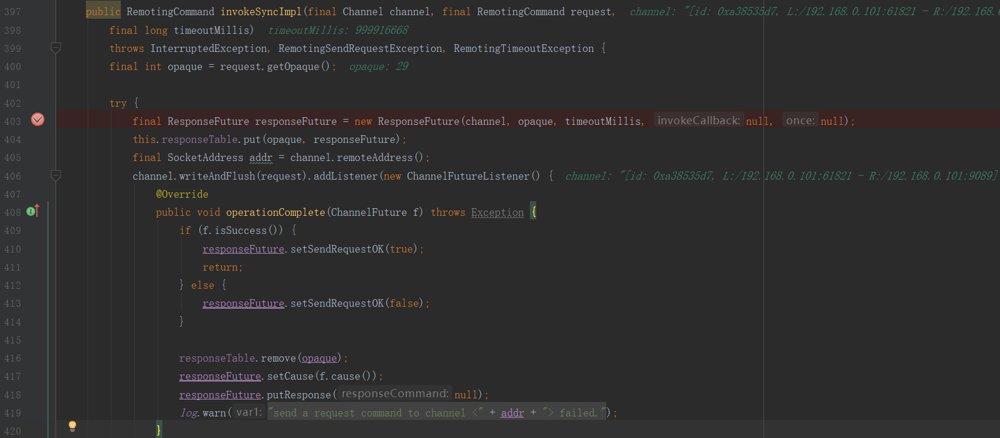 397 public RemotingCommand invokeSyncImpl(final Channel channel, final RemotingCommand request, channel: "[id: 0xa38535d7, L:/192.168.0.101:61821 - R:/192.168.
398 final long timeoutMillis) timeoutMillis: 999916668
399 throws InterruptedException, RemotingSendRequestException, RemotingTimeoutException {
400 final int opaque = request.getOpaque(); opaque: 29
401
402 try {
403 final ResponseFuture responseFuture = new ResponseFuture(channel, opaque, timeoutMillis, invokeCallback: null, once: null);
404 this.responseTable.put(opaque, responseFuture);
405 final SocketAddress addr = channel.remoteAddress();
406 channel.writeAndFlush(request).addListener(new ChannelFutureListener() { channel: "[id: 0xa38535d7, L:/192.168.0.101:61821 - R:/192.168.0.101:9089]
407 @Override
408 public void operationComplete(ChannelFuture f) throws Exception {
409 if (f.isSuccess()) {
410 responseFuture.setSendRequestOK(true);
411 return;
412 } else {
413 responseFuture.setSendRequestOK(false);
414 }
415
416 responseTable.remove(opaque);
417 responseFuture.setCause(f.cause());
418 responseFuture.putResponse( responseCommand: null);
419 log.warn( var1: "send a request command to channel <" + addr + "> failed.");
420 }